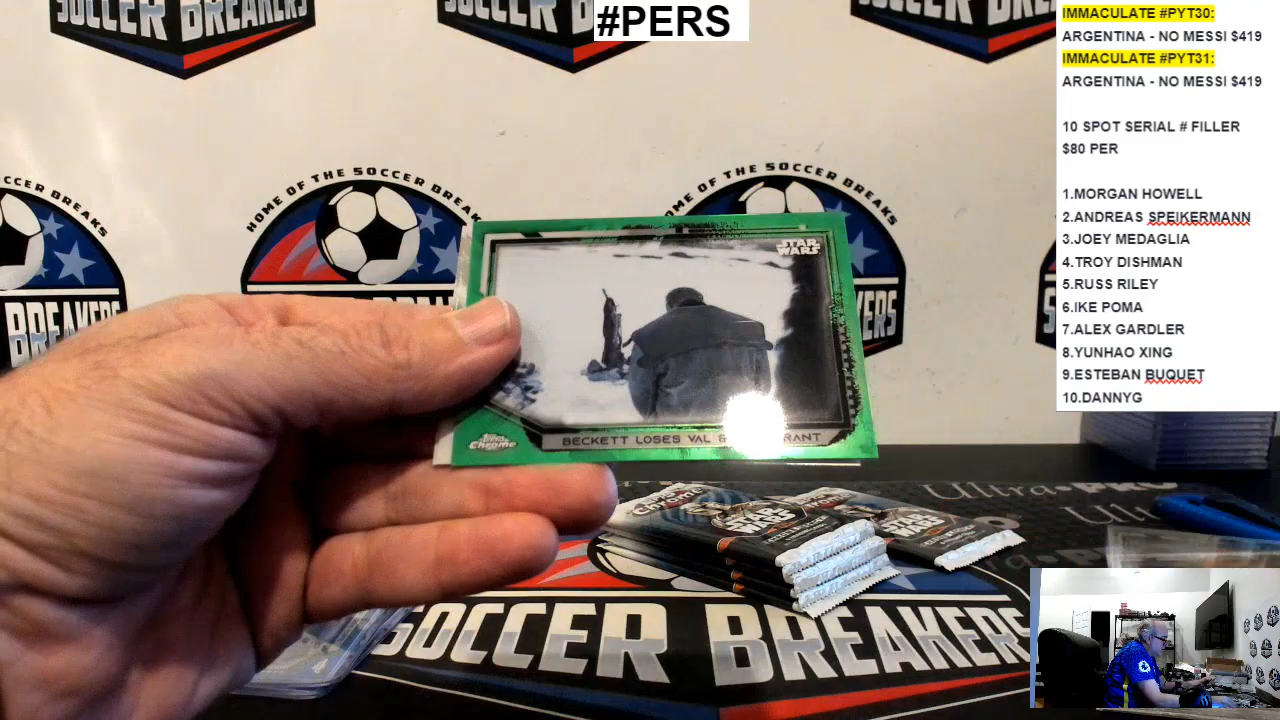 SOCCER BREAKERS
#PERS
IMMACULATE #PYT30:
ARGENTINA - NO MESSI $419
IMMACULATE #PYT31:
ARGENTINA - NO MESSI $419
10 SPOT SERIAL # FILLER
$80 PER
1.MORGAN HOWELL
2.ANDREAS SPEIKERMANN
3.JOEY MEDAGLIA
4.TROY DISHMAN
5.RUSS RILEY
6.IKE POMA
7.ALEX GARDLER
8.YUNHAO XING
9.ESTEBAN BUQUET
10.DANNYG
HOME OF THE SOCCER BREAKS
HOME OF THE SOCCER BREAKS
BREAKERS
STAR WARS
Topps Chrome
BECKETT LOSES VAL
STAR WARS
STAR WARS
Ultra PRO
SOCCER BREAKERS